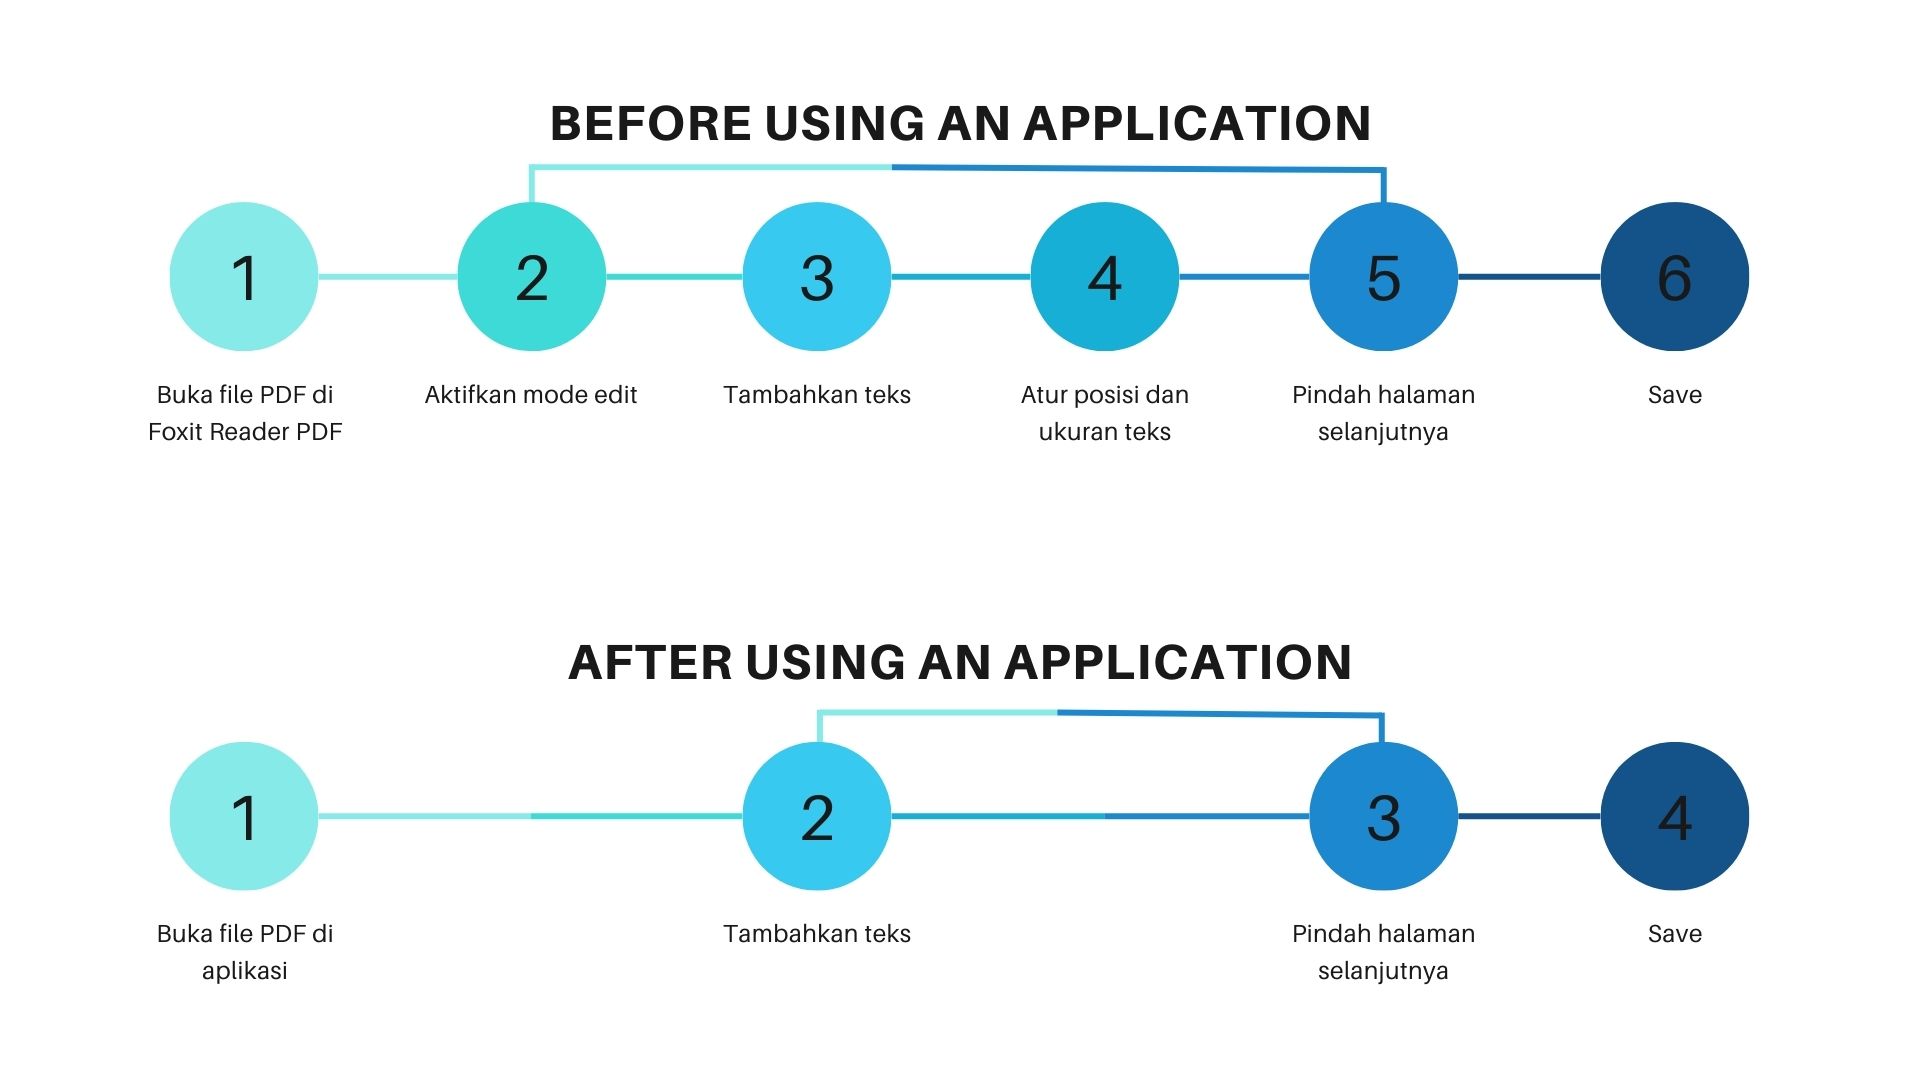 BEFORE USING AN APPLICATION
1
2
3
4
5
6
Buka file PDF di
Foxit Reader PDF
Aktifkan mode edit
Tambahkan teks
Atur posisi dan
ukuran teks
Pindah halaman
selanjutnya
Save
AFTER USING AN APPLICATION
1
2
3
4
Buka file PDF di
aplikasi
Tambahkan teks
Pindah halaman
selanjutnya
Save